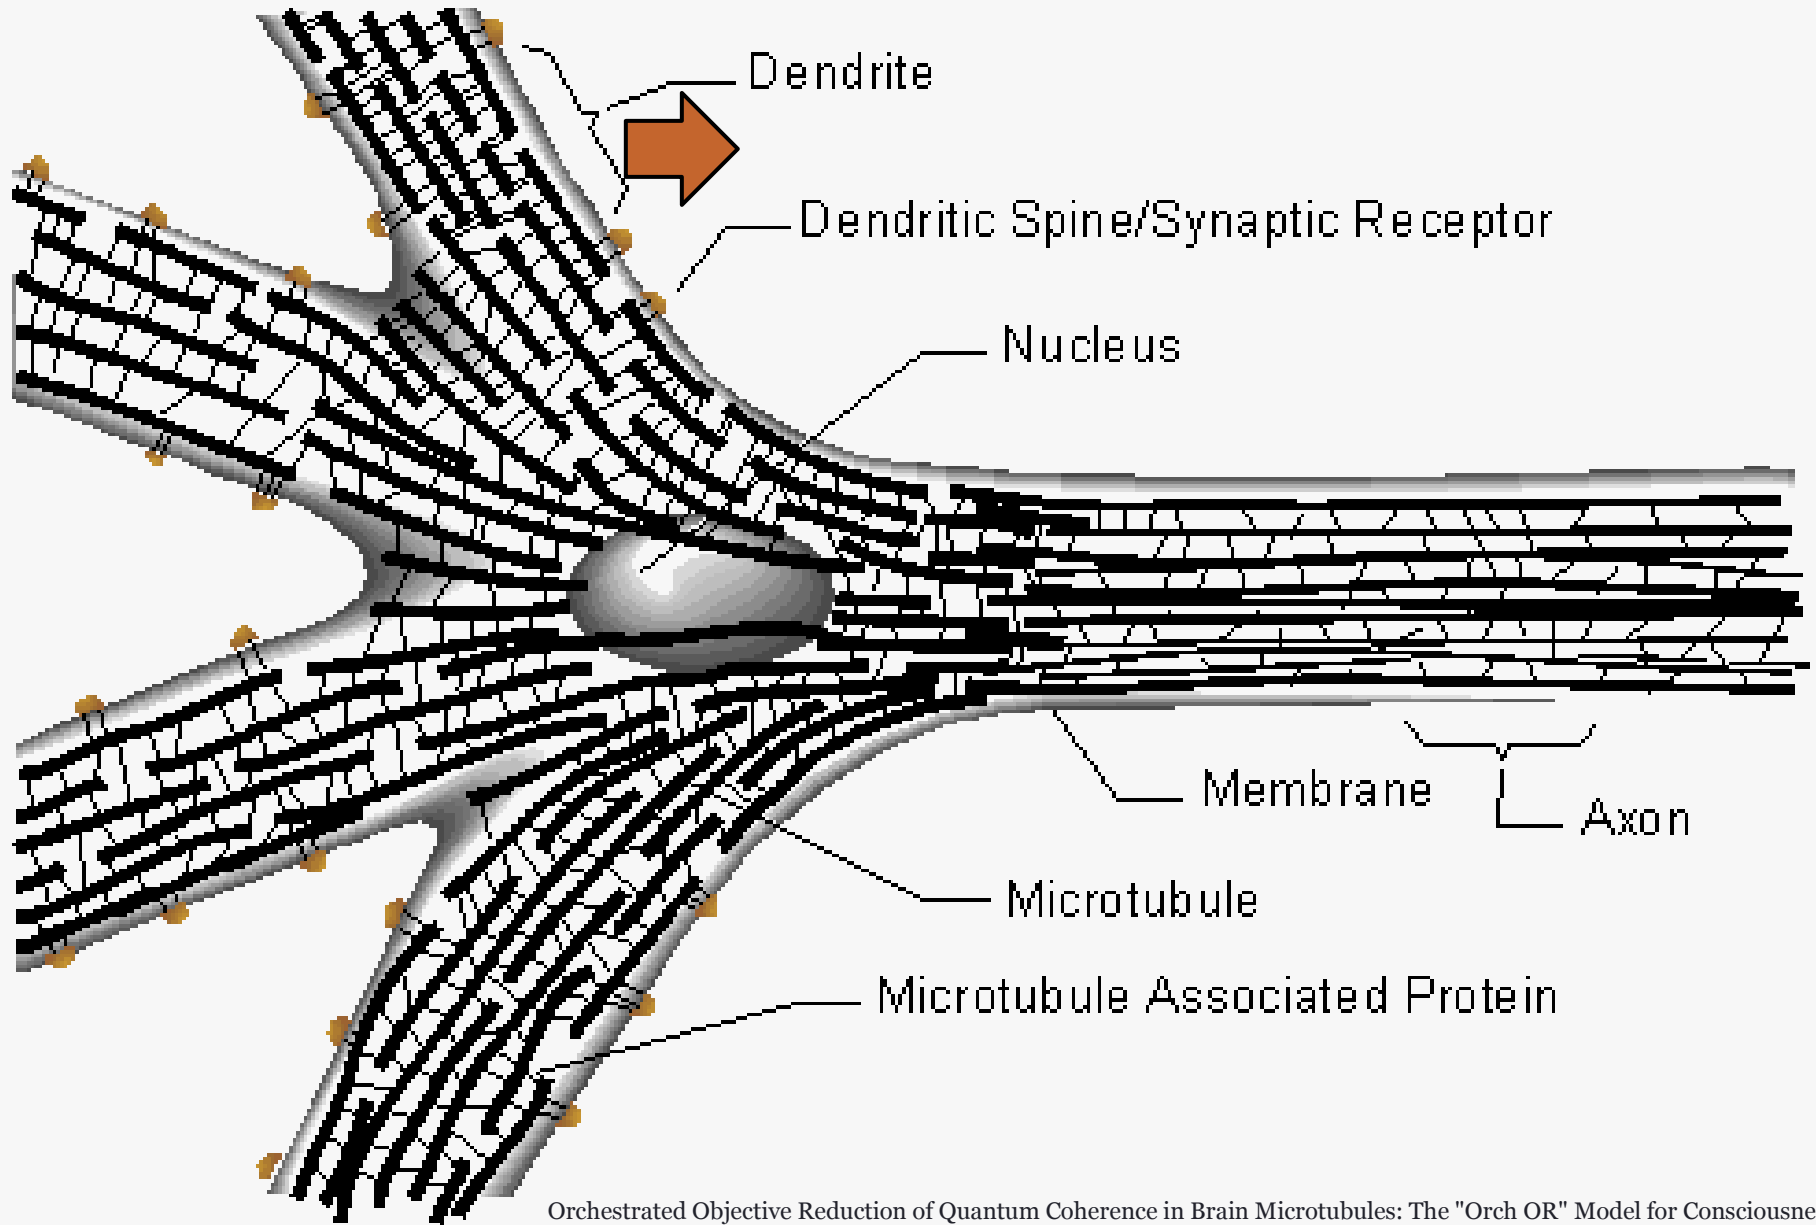 Dendrite
Dendritic Spine/Synaptic Receptor
Nucleus
Membrane
Axon
Microtubule
Microtubule Associated Protein
Orchestrated Objective Reduction of Quantum Coherence in Brain Microtubules: The "Orch OR" Model for Consciousne